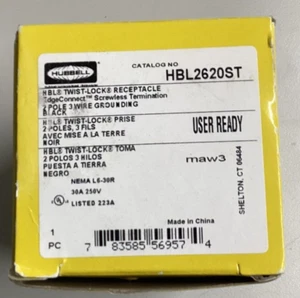 CATALOG NO
HUBBELL
HBL2620ST
HBL® TWIST-LOCK® RECEPTACLE
EdgeConnect™ Screwless Termination
2 POLE 3 WIRE GROUNDING
BLACK
HBL® TWIST-LOCK® PRISE
2 POLES, 3 FILS
AVEC MISE A LA TERRE
NOIR
USER READY
HBL® TWIST-LOCK® TOMA
2 POLOS 3 HILOS
PUESTA A TIERRA
NEGRO
maw3
NEMA L6-30R
30A 250V
LISTED 223A
SHELTON, CT 06484
Made in China
1
PC
7 83585 56957 4